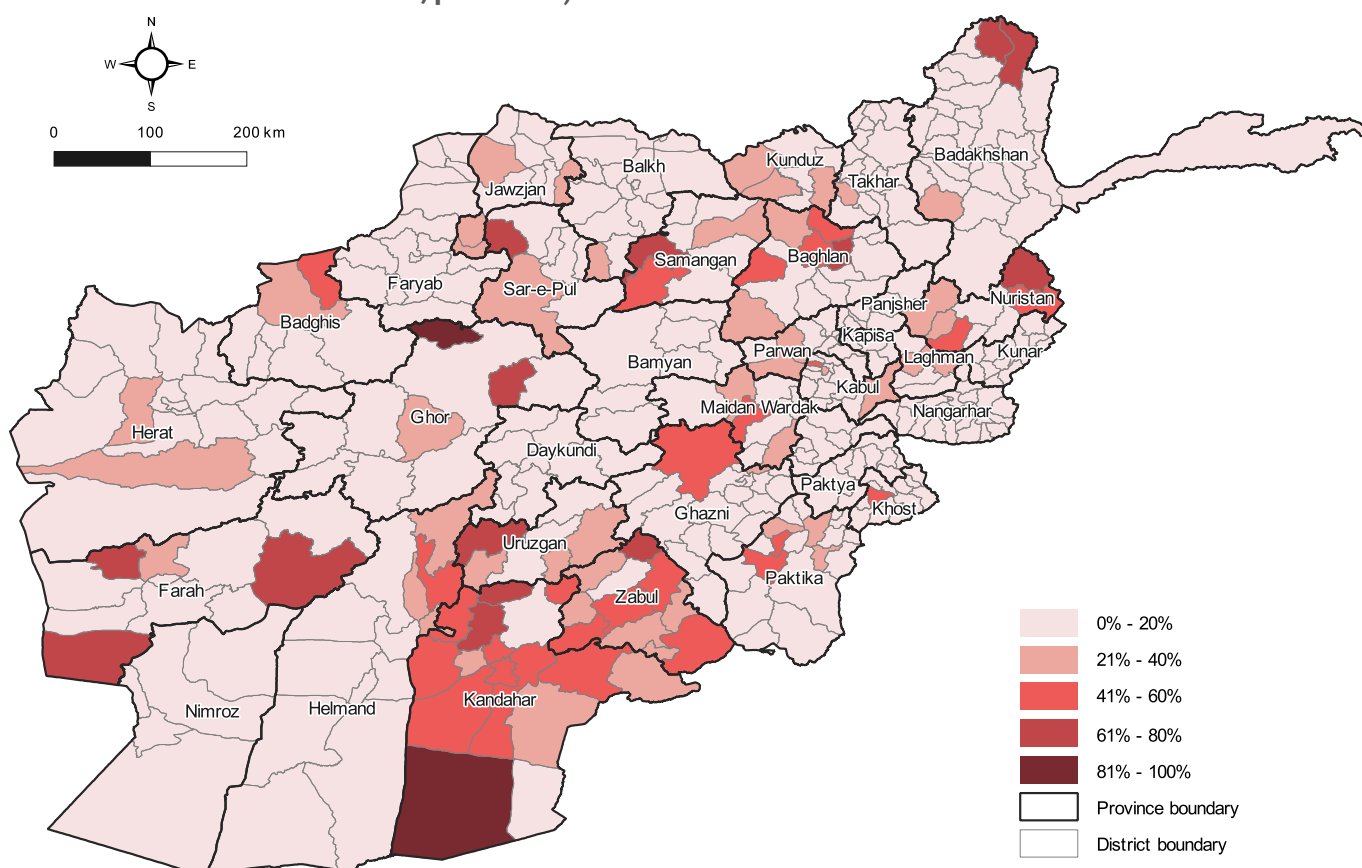 N
W E
S
0 100 200 km
Badakhshan
Kunduz
Balkh
Takhar
Jawzjan
Samangan
Baghlan
Faryab
Sar-e-Pul
Nuristan
Panjsher
Badghis
Kapisa
Parwan
Kunar
Laghman
Bamyan
Kabul
Maidan Wardak
Nangarhar
Ghor
Herat
Daykundi
Paktya
Khost
Ghazni
Uruzgan
Paktika
Farah
Zabul
Kandahar
Helmand
Nimroz
0% - 20%
21% - 40%
41% - 60%
61% - 80%
81% - 100%
Province boundary
District boundary